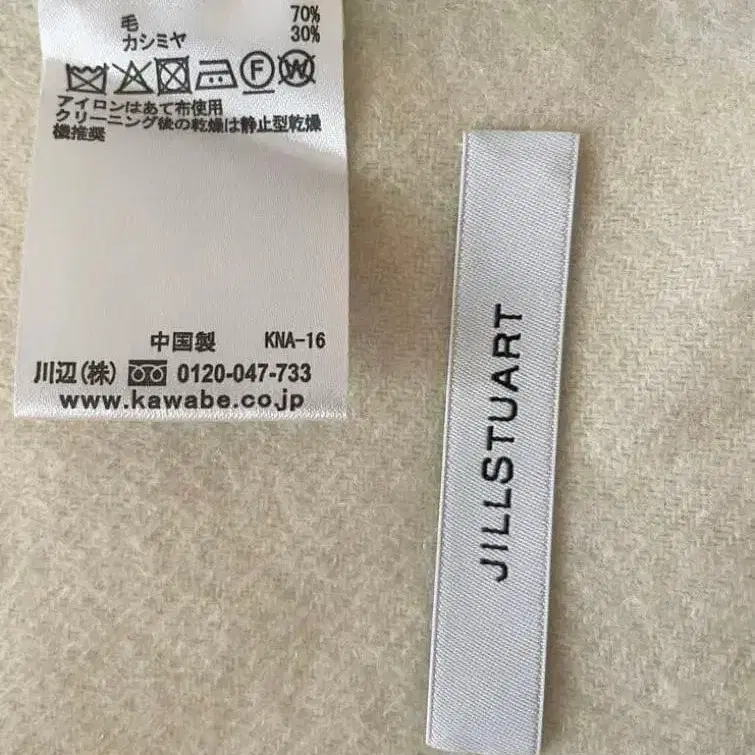 毛 70%
カシミヤ 30%
F W
アイロンはあて布使用
クリーニング後の乾燥は静止型乾燥
機推奨
中国製 KNA-16
川辺(株) 0120-047-733
www.kawabe.co.jp
JILLSTUART